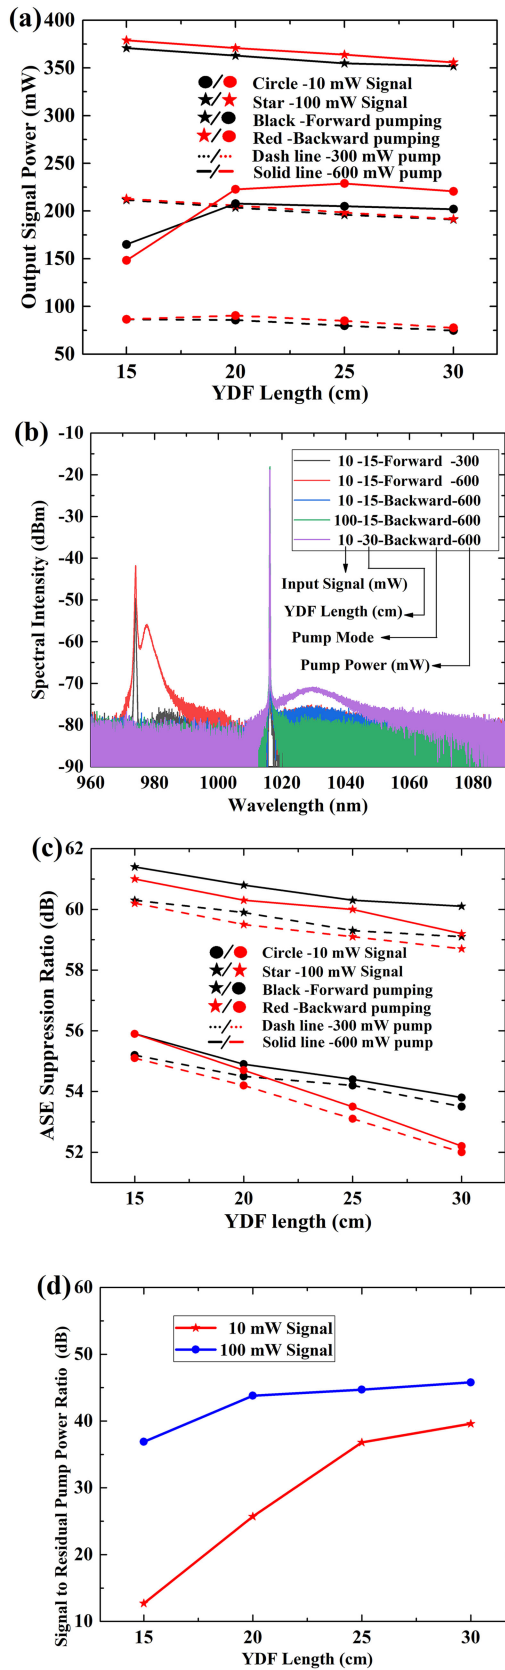 (a)
400
350
300
250
200
150
100
50
Output Signal Power (mW)
Circle -10 mW Signal
Star -100 mW Signal
Black -Forward pumping
Red -Backward pumping
Dash line -300 mW pump
Solid line -600 mW pump
15 20 25 30
YDF Length (cm)
(b)
-10
-20
-30
-40
-50
-60
-70
-80
-90
Spectral Intensity (dBm)
10 -15-Forward -300
10 -15-Forward -600
10 -15-Backward-600
100-15-Backward-600
10 -30-Backward-600
Input Signal (mW)
YDF Length (cm)
Pump Mode
Pump Power (mW)
960 980 1000 1020 1040 1060 1080
Wavelength (nm)
(c)
62
60
58
56
54
52
ASE Suppression Ratio (dB)
Circle -10 mW Signal
Star -100 mW Signal
Black -Forward pumping
Red -Backward pumping
Dash line -300 mW pump
Solid line -600 mW pump
15 20 25 30
YDF length (cm)
(d)
60
50
40
30
20
10
Signal to Residual Pump Power Ratio (dB)
10 mW Signal
100 mW Signal
15 20 25 30
YDF Length (cm)